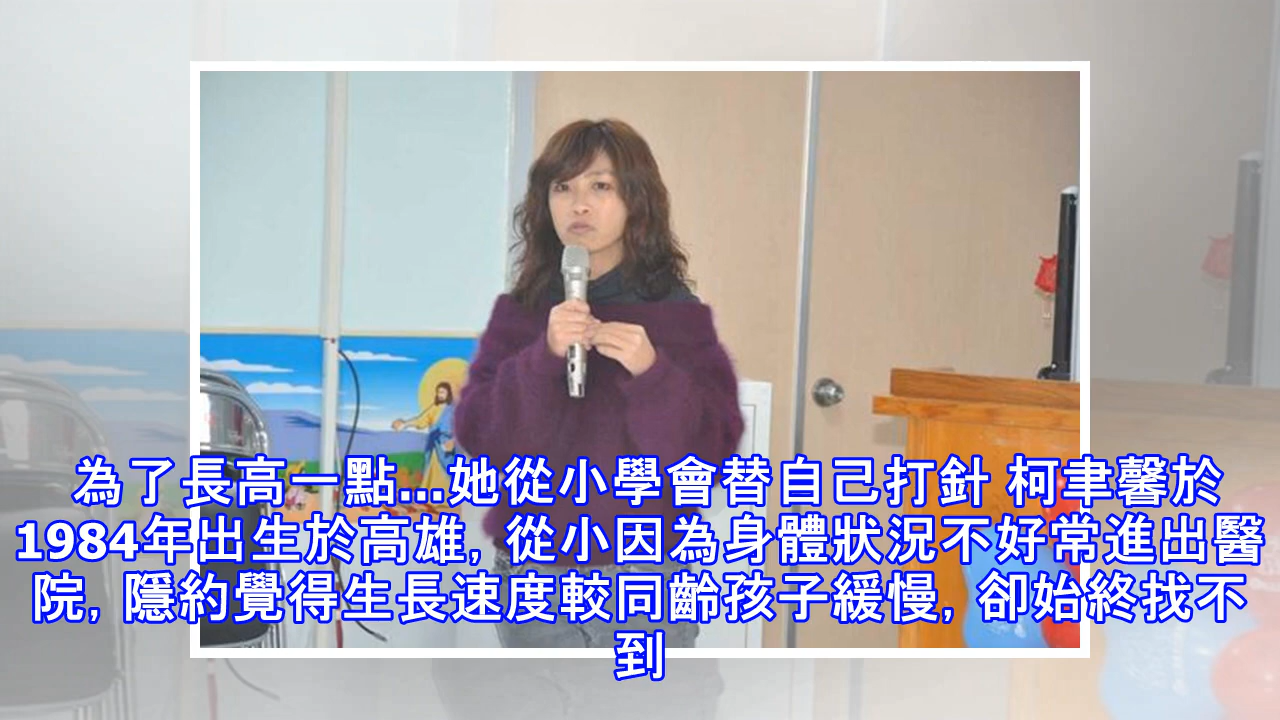 為了長高一點...她從小學會替自己打針 柯聿馨於
1984年出生於高雄, 從小因為身體狀況不好常進出醫
院, 隱約覺得生長速度較同齡孩子緩慢, 卻始終找不
到